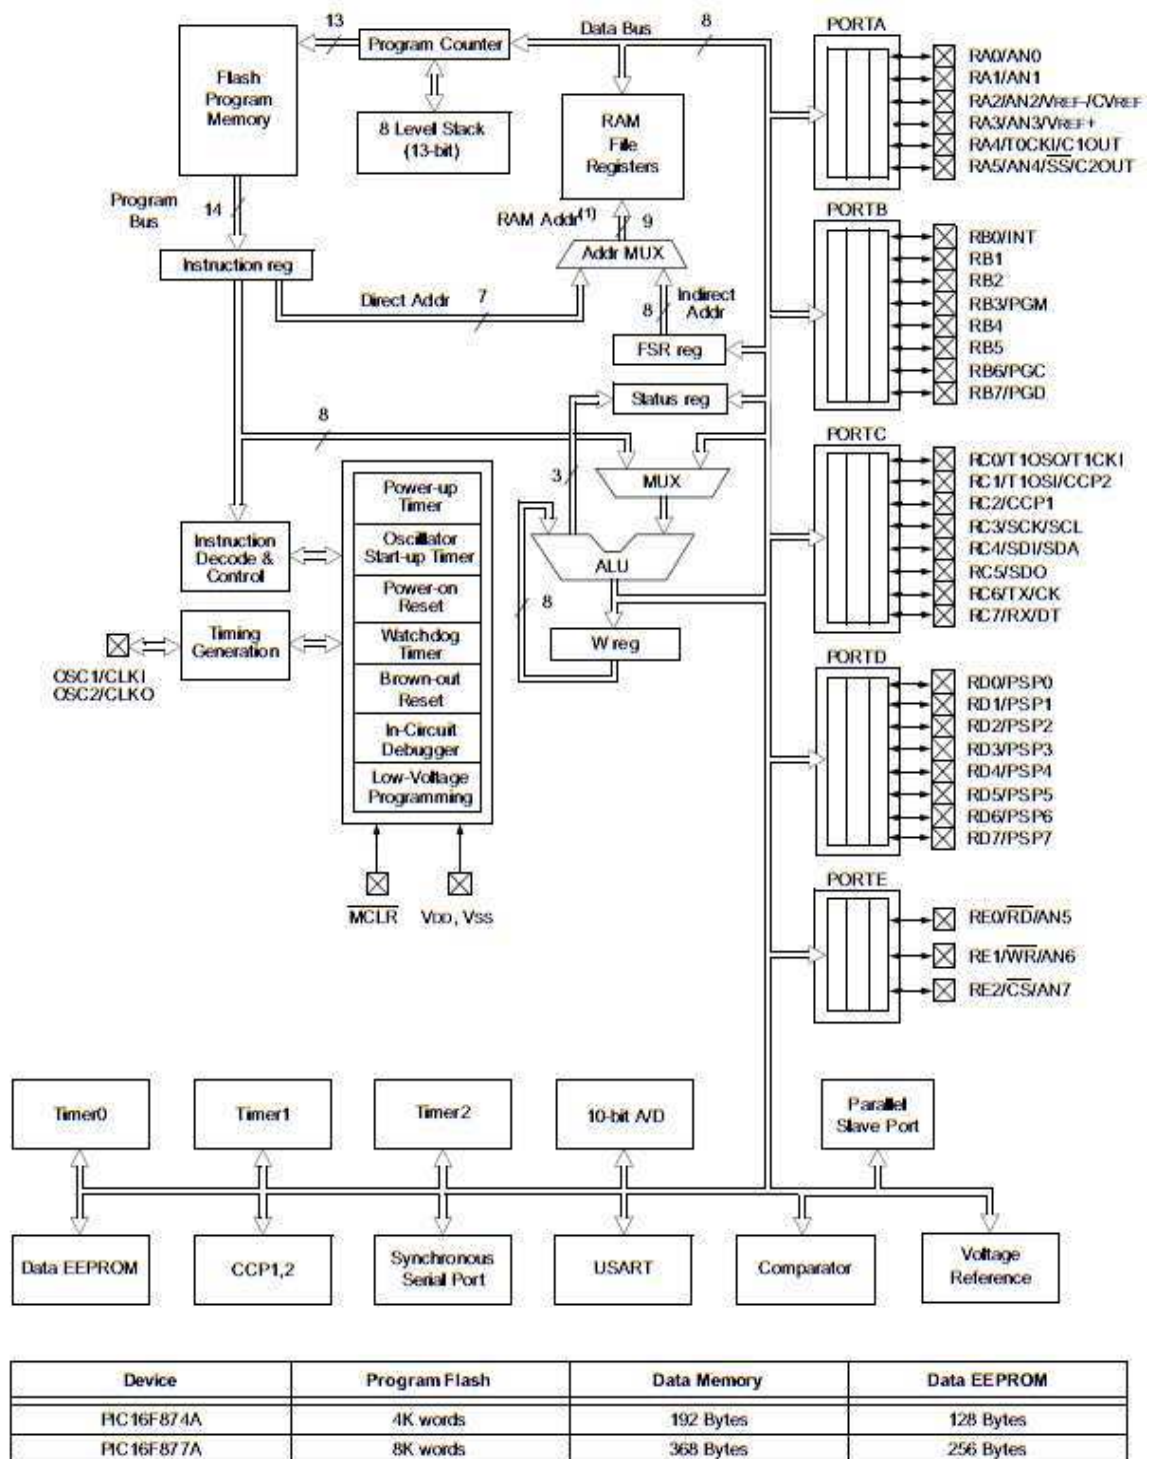 13
Data Bus
8
PORTA
Program Counter
Flash
Program
Memory
8 Level Stack
(13-bit)
RAM
File
Registers
RA0/AN0
RA1/AN1
RA2/AN2/VREF-/CVREF
RA3/AN3/VREF+
RA4/T0CKI/C1OUT
RA5/AN4/SS/C2OUT
Program
Bus
14
RAM Addr(1)
9
PORTB
Instruction reg
Addr MUX
RB0/INT
RB1
RB2
RB3/PGM
RB4
RB5
RB6/PGC
RB7/PGD
Direct Addr
7
8
Indirect
Addr
FSR reg
Status reg
8
PORTC
3
MUX
RC0/T1OSO/T1CKI
RC1/T1OSI/CCP2
RC2/CCP1
RC3/SCK/SCL
RC4/SDI/SDA
RC5/SDO
RC6/TX/CK
RC7/RX/DT
Power-up
Timer
Instruction
Decode &
Control
Oscillator
Start-up Timer
ALU
Power-on
Reset
8
Timing
Generation
Watchdog
Timer
W reg
OSC1/CLKI
OSC2/CLKO
Brown-out
Reset
In-Circuit
Debugger
Low-Voltage
Programming
PORTD
RD0/PSP0
RD1/PSP1
RD2/PSP2
RD3/PSP3
RD4/PSP4
RD5/PSP5
RD6/PSP6
RD7/PSP7
MCLR
VDD, VSS
PORTE
RE0/RD/AN5
RE1/WR/AN6
RE2/CS/AN7
Timer0
Timer1
Timer2
10-bit A/D
Parallel
Slave Port
Data EEPROM
CCP1,2
Synchronous
Serial Port
USART
Comparator
Voltage
Reference
Device Program Flash Data Memory Data EEPROM
PIC16F874A 4K words 192 Bytes 128 Bytes
PIC16F877A 8K words 368 Bytes 256 Bytes